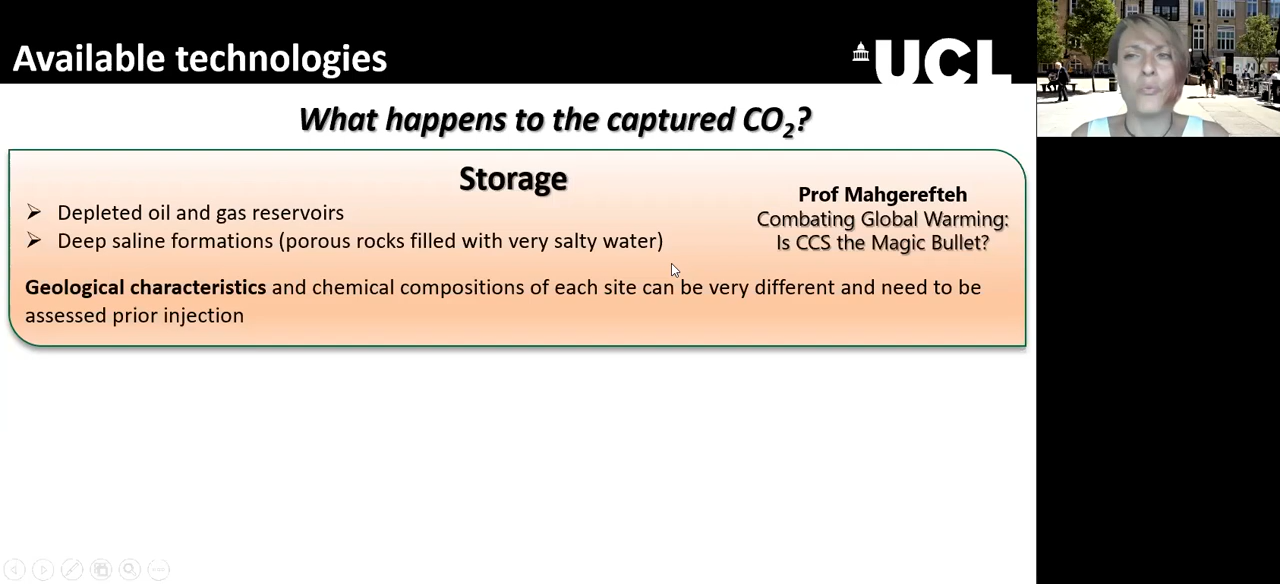 Available technologies
UCL
What happens to the captured CO₂?
Storage
➢ Depleted oil and gas reservoirs
➢ Deep saline formations (porous rocks filled with very salty water)
Prof Mahgerefteh
Combating Global Warming:
Is CCS the Magic Bullet?
Geological characteristics and chemical compositions of each site can be very different and need to be
assessed prior injection